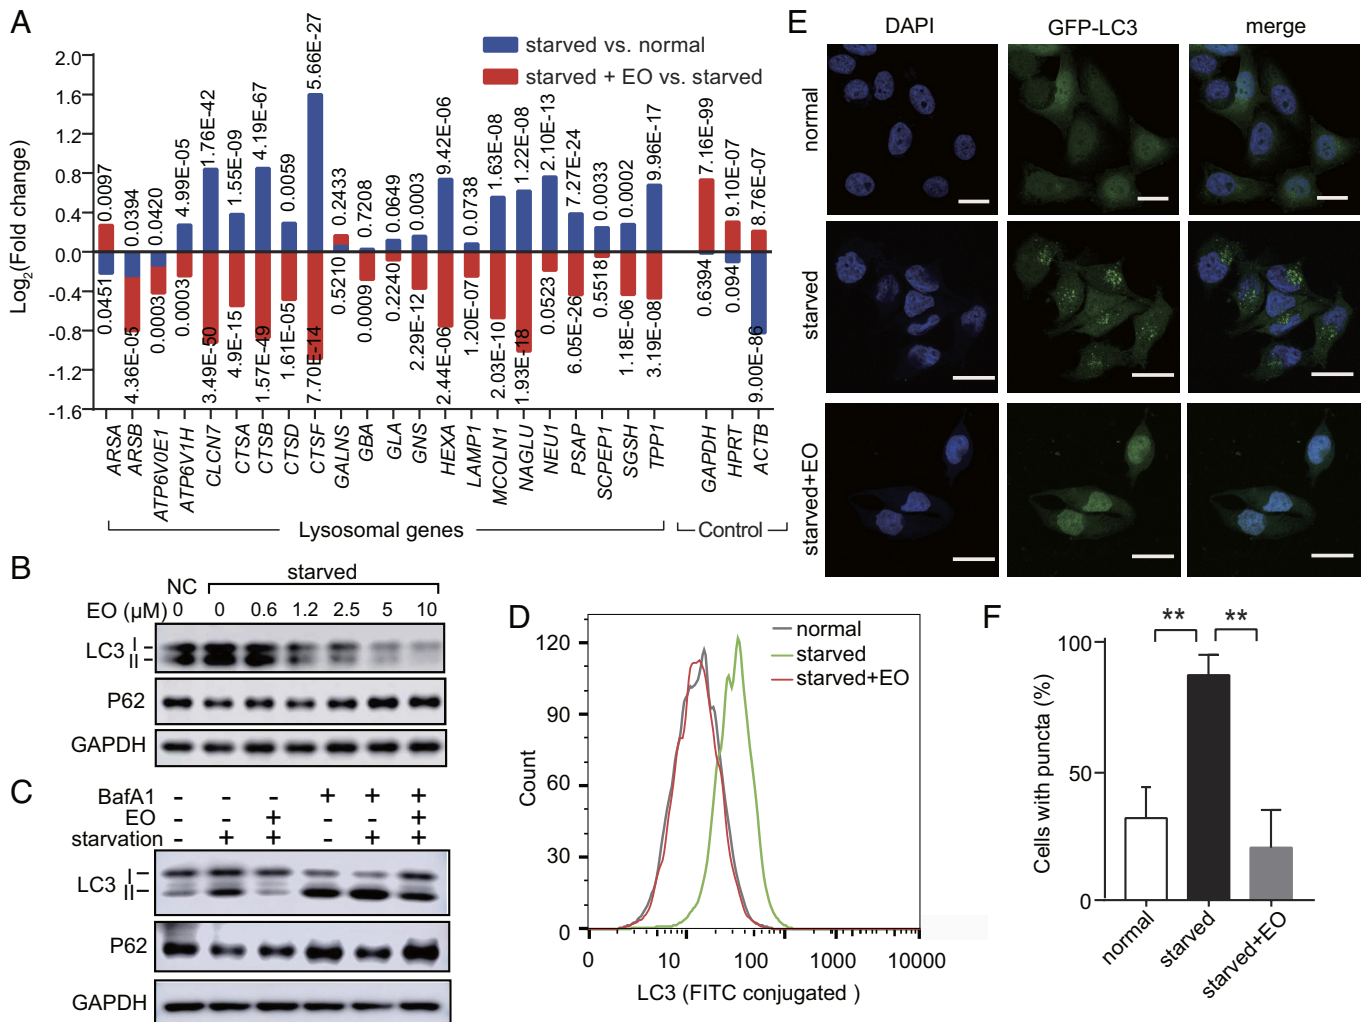 A
starved vs. normal
starved + EO vs. starved
Log2(Fold change)
2.0
1.6
1.2
0.8
0.4
0.0
-0.4
-0.8
-1.2
-1.6
0.0097
0.0394
0.0420
4.99E-05
1.76E-42
1.55E-09
4.19E-67
0.0059
5.66E-27
0.2433
0.7208
0.0649
0.0003
9.42E-06
0.0738
1.63E-08
1.22E-08
2.10E-13
7.27E-24
0.0033
0.0002
9.96E-17
7.16E-99
9.10E-07
8.76E-07
0.0451
4.36E-05
0.0003
0.0003
3.49E-50
4.9E-15
1.57E-49
1.61E-05
7.70E-14
0.5210
0.0009
0.2240
2.29E-12
2.44E-06
1.20E-07
2.03E-10
1.93E-18
0.0523
6.05E-26
0.5518
1.18E-06
3.19E-08
0.6394
0.094
9.00E-86
ARSA
ARSB
ATP6V0E1
ATP6V1H
CLCN7
CTSA
CTSB
CTSD
CTSF
GALNS
GBA
GLA
GNS
HEXA
LAMP1
MCOLN1
NAGLU
NEU1
PSAP
SCPEP1
SGSH
TPP1
GAPDH
HPRT
ACTB
Lysosomal genes
Control
B
NC
starved
EO (µM) 0 0 0.6 1.2 2.5 5 10
LC3 I
II
P62
GAPDH
C
BafA1 - - - + + +
EO - - + - - +
starvation - + + - + +
LC3 I
II
P62
GAPDH
D
normal
starved
starved+EO
Count
120
90
60
30
0
0 10 100 1000 10000
LC3 (FITC conjugated )
E
DAPI GFP-LC3 merge
normal
starved
starved+EO
F
** **
Cells with puncta (%)
100
50
0
normal
starved
starved+EO